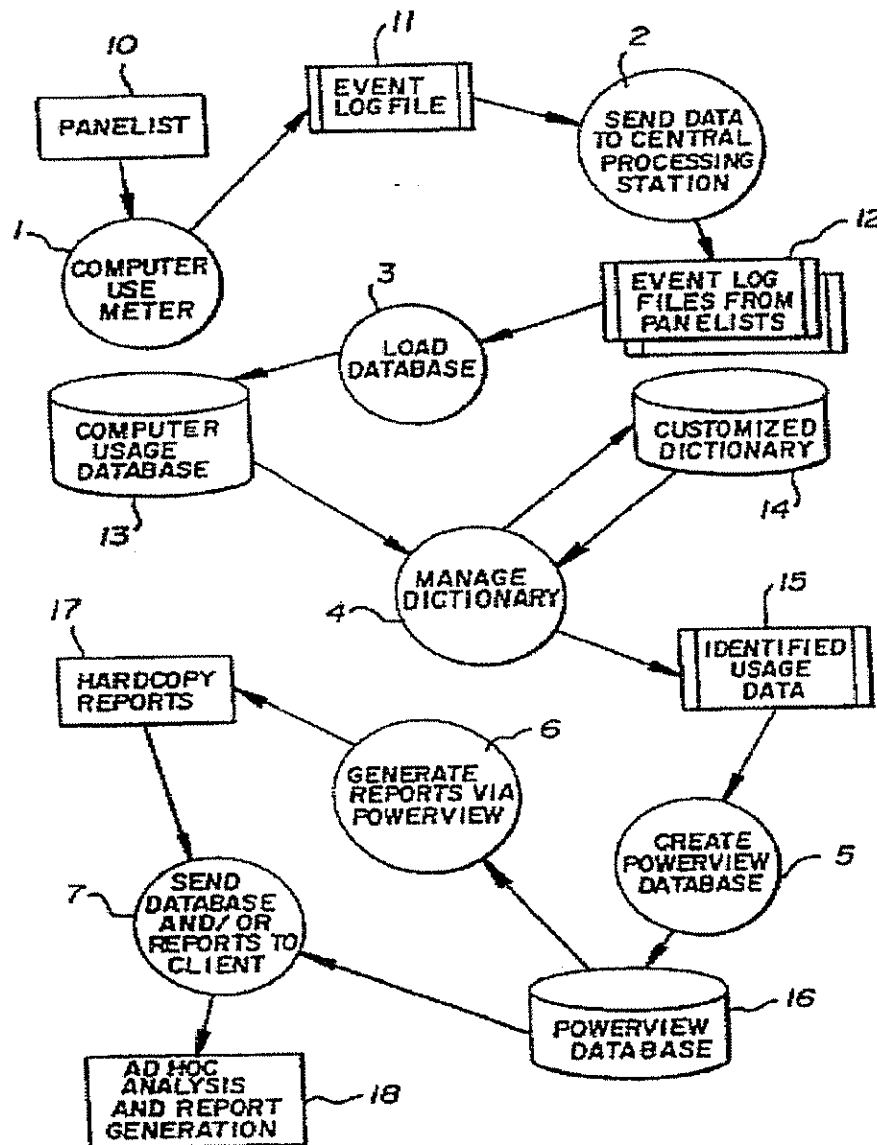 10
PANELIST
11
EVENT
LOG FILE
2
SEND DATA
TO CENTRAL
PROCESSING
STATION
1
COMPUTER
USE
METER
12
EVENT LOG
FILES FROM
PANELISTS
3
LOAD
DATABASE
COMPUTER
USAGE
DATABASE
13
CUSTOMIZED
DICTIONARY
14
MANAGE
DICTIONARY
4
15
IDENTIFIED
USAGE
DATA
17
HARDCOPY
REPORTS
6
GENERATE
REPORTS VIA
POWERVIEW
CREATE
POWERVIEW
DATABASE
5
7
SEND
DATABASE
AND/OR
REPORTS TO
CLIENT
POWERVIEW
DATABASE
16
AD HOC
ANALYSIS
AND REPORT
GENERATION
18